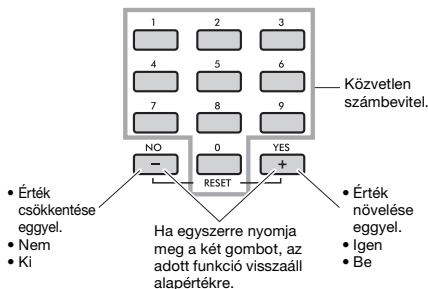 1 2 3
4 5 6
7 8 9
NO 0 YES
− +
RESET
Közvetlen
számbevitel.
• Érték
csökkentése
eggyel.
• Nem
• Ki
Ha egyszerre nyomja
meg a két gombot, az
adott funkció visszaáll
alapértékre.
• Érték
növelése
eggyel.
• Igen
• Be